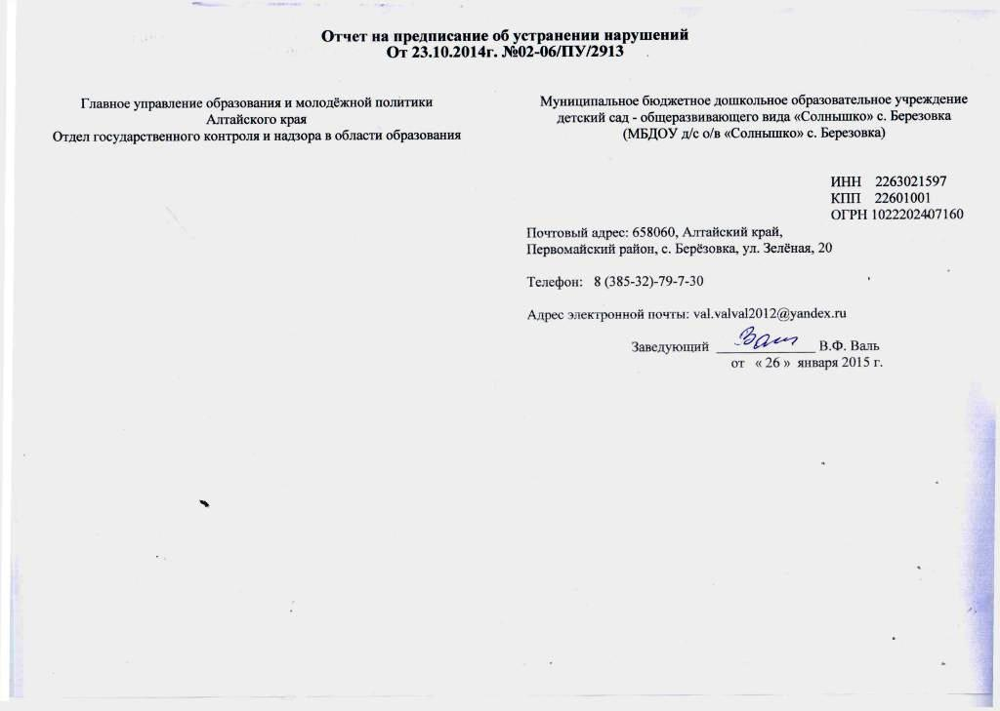 Отчет на предписание об устранении нарушений
От 23.10.2014г. №02-06/ПУ/2913
Главное управление образования и молодёжной политики
Алтайского края
Отдел государственного контроля и надзора в области образования
Муниципальное бюджетное дошкольное образовательное учреждение
детский сад - общеразвивающего вида «Солнышко» с. Березовка
(МБДОУ д/с о/в «Солнышко» с. Березовка)
ИНН 2263021597
КПП 22601001
ОГРН 1022202407160
Почтовый адрес: 658060, Алтайский край,
Первомайский район, с. Берёзовка, ул. Зелёная, 20
Телефон: 8 (385-32)-79-7-30
Адрес электронной почты: val.valval2012@yandex.ru
Заведующий ______________ В.Ф. Валь
от « 26 » января 2015 г.